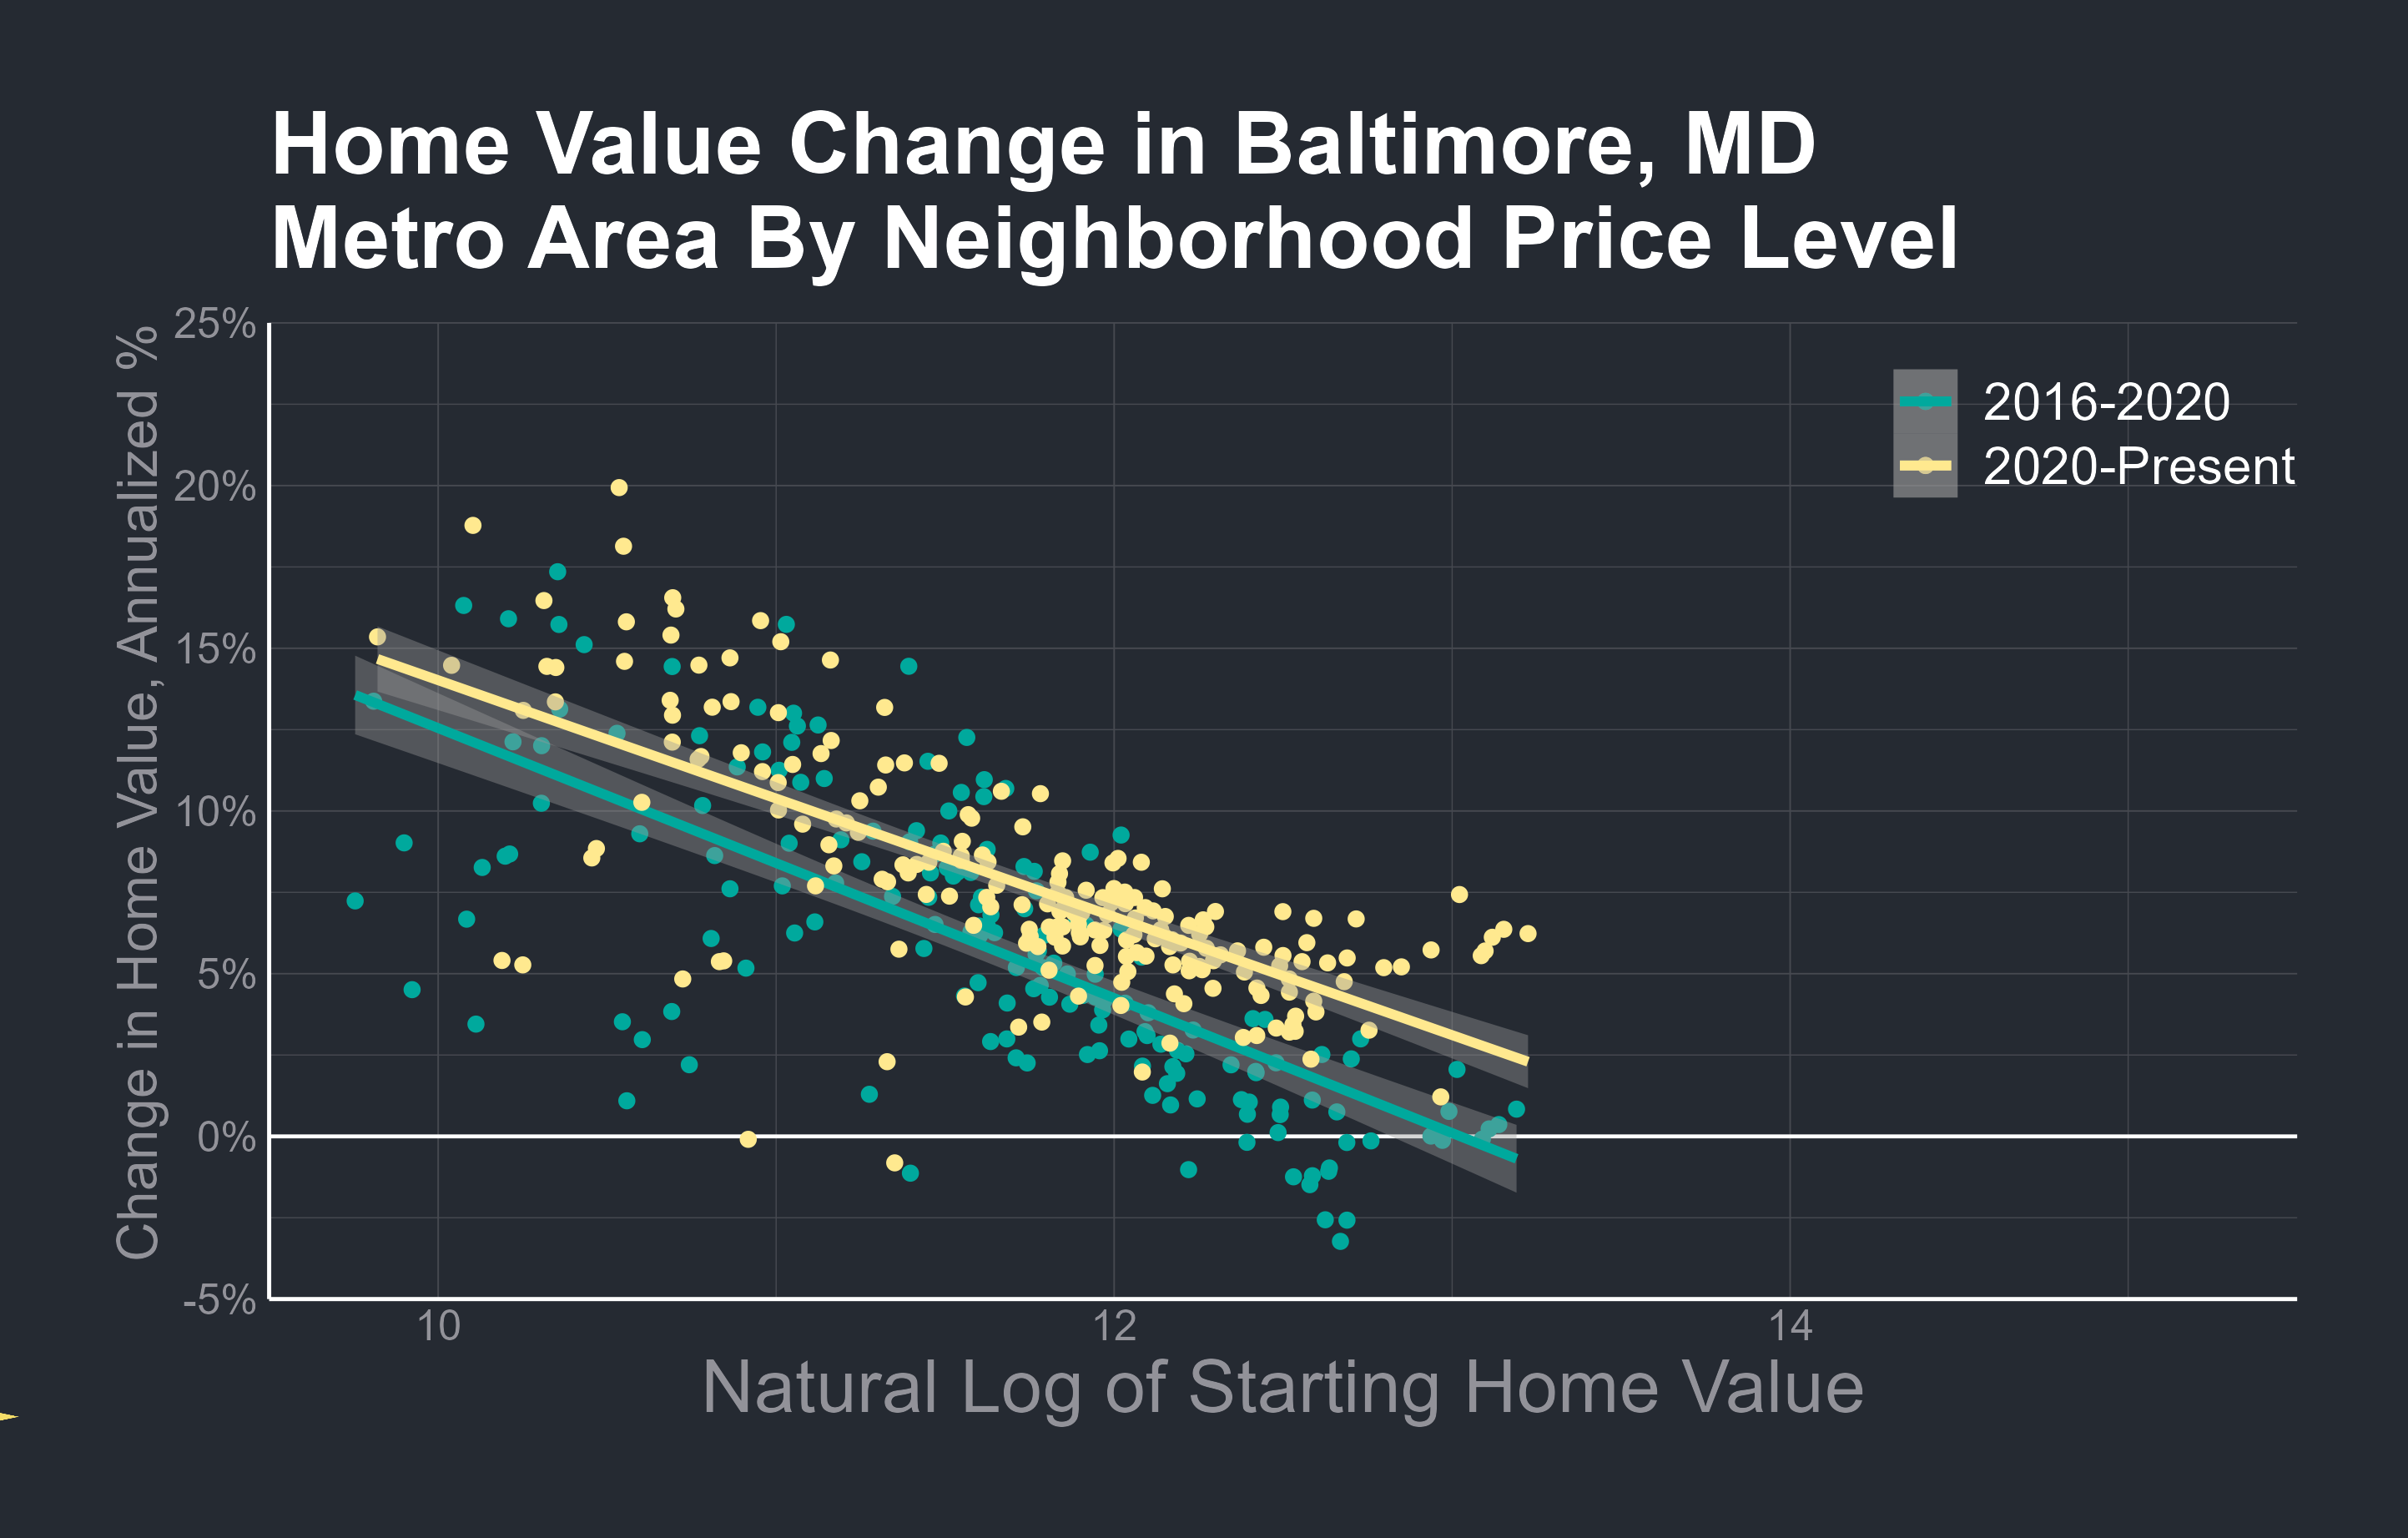 Home Value Change in Baltimore, MD
Metro Area By Neighborhood Price Level
Change in Home Value, Annualized %
25%
20%
15%
10%
5%
0%
-5%
2016-2020
2020-Present
10
12
14
Natural Log of Starting Home Value